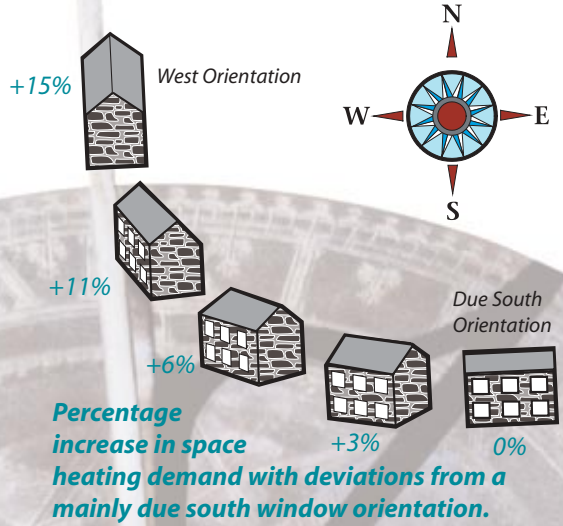 N
+15%
West Orientation
W
E
S
+11%
Due South
Orientation
+6%
+3%
0%
Percentage
increase in space
heating demand with deviations from a
mainly due south window orientation.